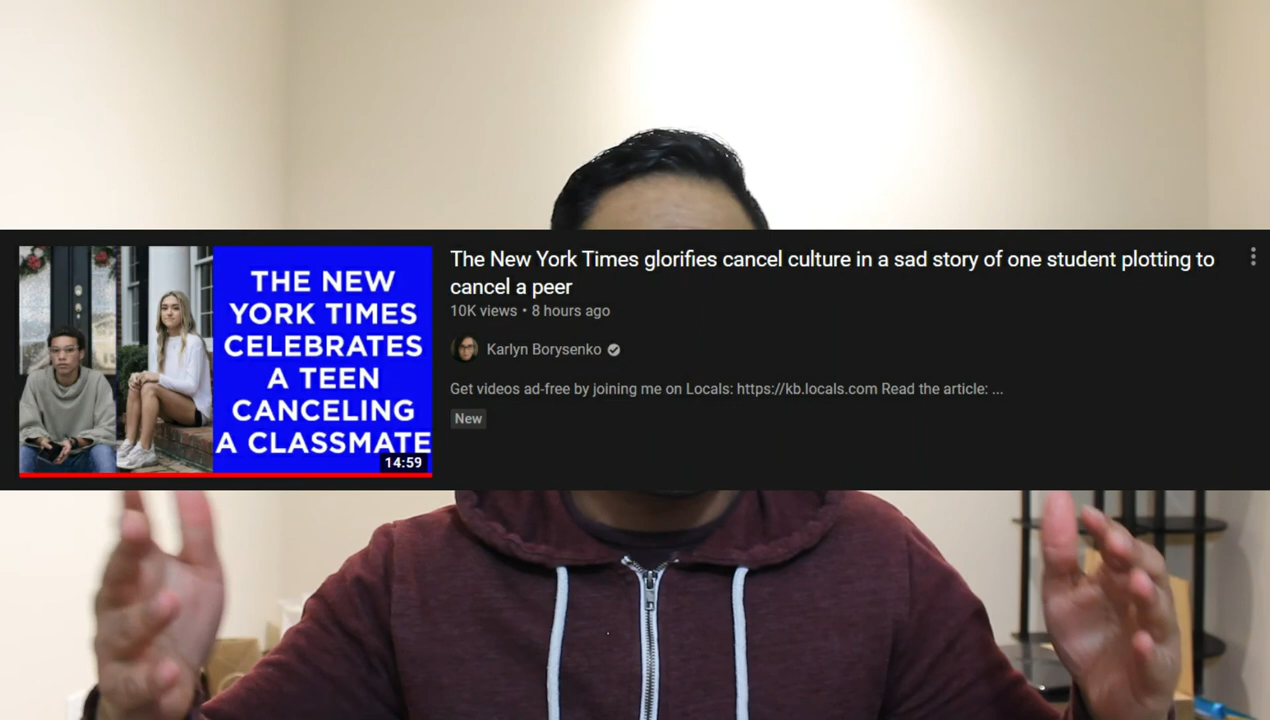 THE NEW
YORK TIMES
CELEBRATES
A TEEN
CANCELING
A CLASSMATE
14:59
The New York Times glorifies cancel culture in a sad story of one student plotting to
cancel a peer
10K views • 8 hours ago
Karlyn Borysenko
Get videos ad-free by joining me on Locals: https://kb.locals.com Read the article: ...
New